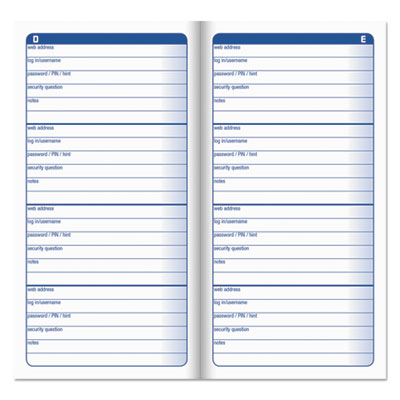 D
web address
log in/username
password / PIN / hint
security question
notes
web address
log in/username
password / PIN / hint
security question
notes
web address
log in/username
password / PIN / hint
security question
notes
web address
log in/username
password / PIN / hint
security question
notes
E
web address
log in/username
password / PIN / hint
security question
notes
web address
log in/username
password / PIN / hint
security question
notes
web address
log in/username
password / PIN / hint
security question
notes
web address
log in/username
password / PIN / hint
security question
notes